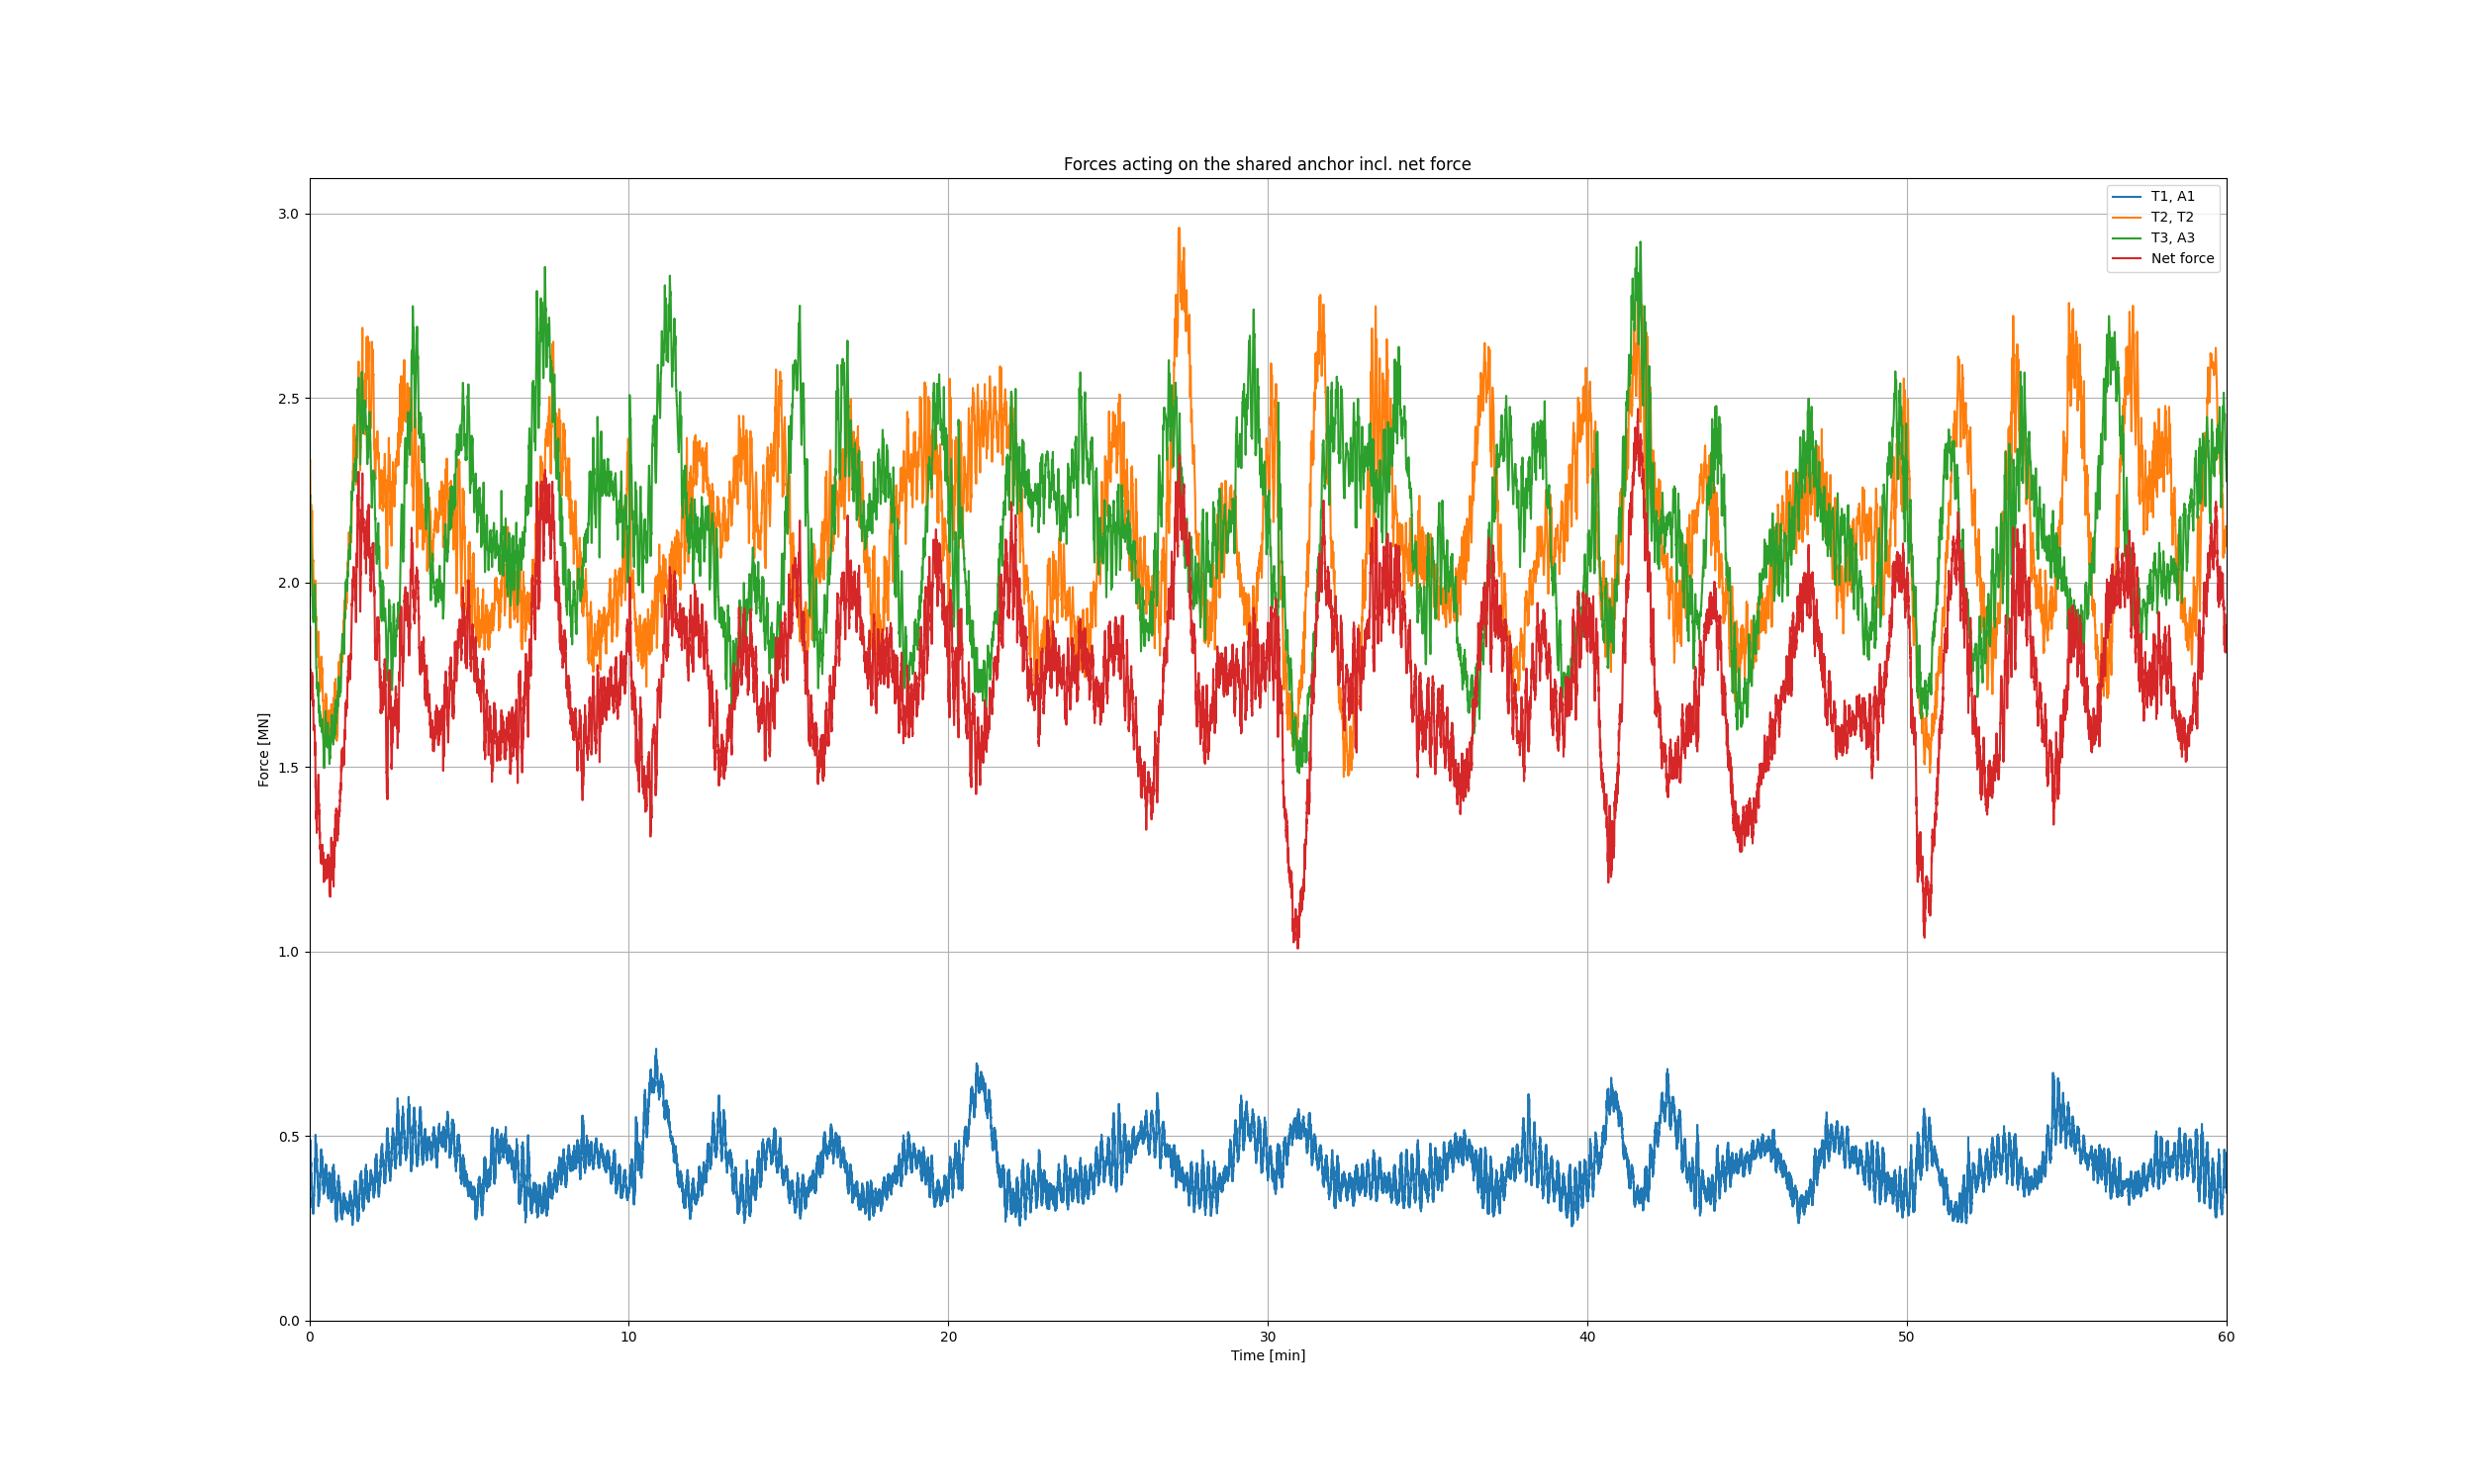 Forces acting on the shared anchor incl. net force
T1, A1
T2, T2
T3, A3
Net force
Force [MN]
3.0
2.5
2.0
1.5
1.0
0.5
0.0
0 10 20 30 40 50 60
Time [min]